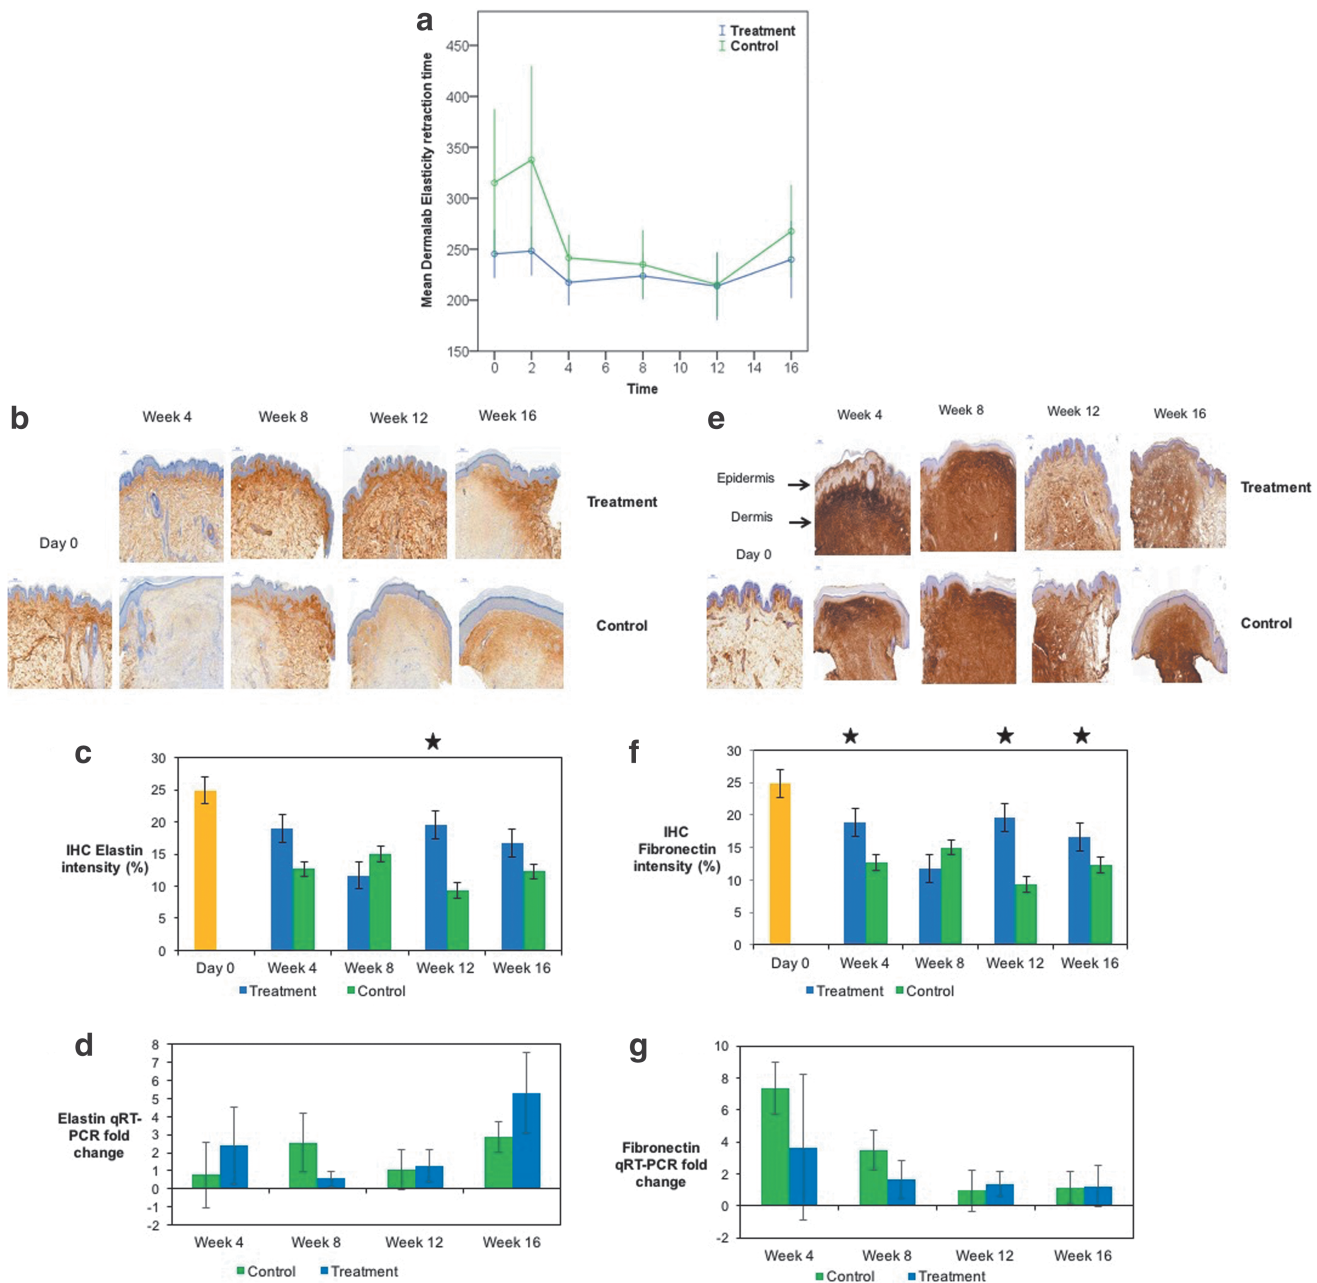 a
Treatment
Control
Mean Dermalab Elasticity retraction time
450
400
350
300
250
200
150
0 2 4 6 8 10 12 14 16
Time
b
Week 4 Week 8 Week 12 Week 16
Treatment
Day 0
Control
e
Week 4 Week 8 Week 12 Week 16
Epidermis
Treatment
Dermis
Day 0
Control
c
IHC Elastin
intensity (%)
30
25
20
15
10
5
0
Day 0 Week 4 Week 8 Week 12 Week 16
Treatment Control
f
IHC
Fibronectin
intensity (%)
30
25
20
15
10
5
0
Day 0 Week 4 Week 8 Week 12 Week 16
Treatment Control
d
Elastin qRT-
PCR fold
change
8
7
6
5
4
3
2
1
0
-1
-2
Week 4 Week 8 Week 12 Week 16
Control Treatment
g
Fibronectin
qRT-PCR fold
change
10
8
6
4
2
0
-2
Week 4 Week 8 Week 12 Week 16
Control Treatment